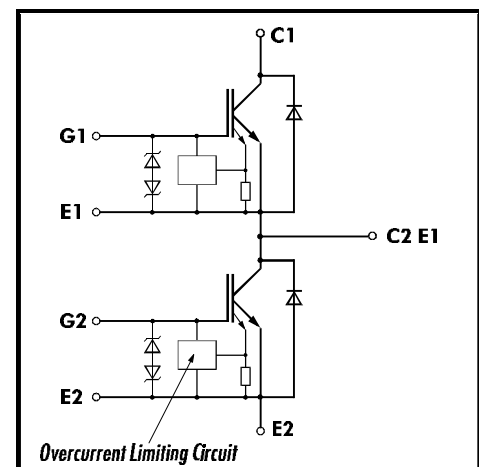 C1
G1
E1
C2 E1
G2
E2
E2
Overcurrent Limiting Circuit